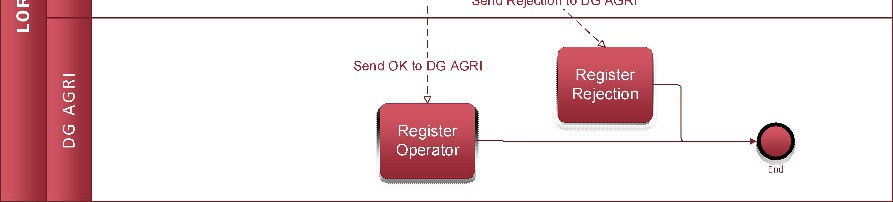 LOR
Send Rejection to DG AGRI
Send OK to DG AGRI
DG AGRI
Register
Rejection
Register
Operator
End